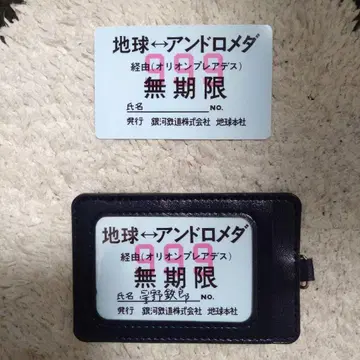 地球↔アンドロメダ
999
経由(オリオンプレアデス)
無期限
氏名 NO.
発行 銀河鉄道株式会社 地球本社
地球↔アンドロメダ
999
経由(オリオンプレアデス)
無期限
氏名 星野鉄郎 NO.
発行 銀河鉄道株式会社 地球本社